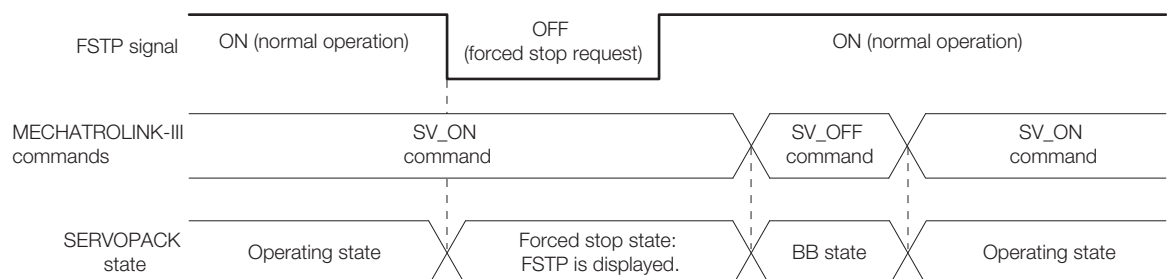 FSTP signal
ON (normal operation)
OFF
(forced stop request)
ON (normal operation)
MECHATROLINK-III
commands
SV_ON
command
SV_OFF
command
SV_ON
command
SERVOPACK
state
Operating state
Forced stop state:
FSTP is displayed.
BB state
Operating state